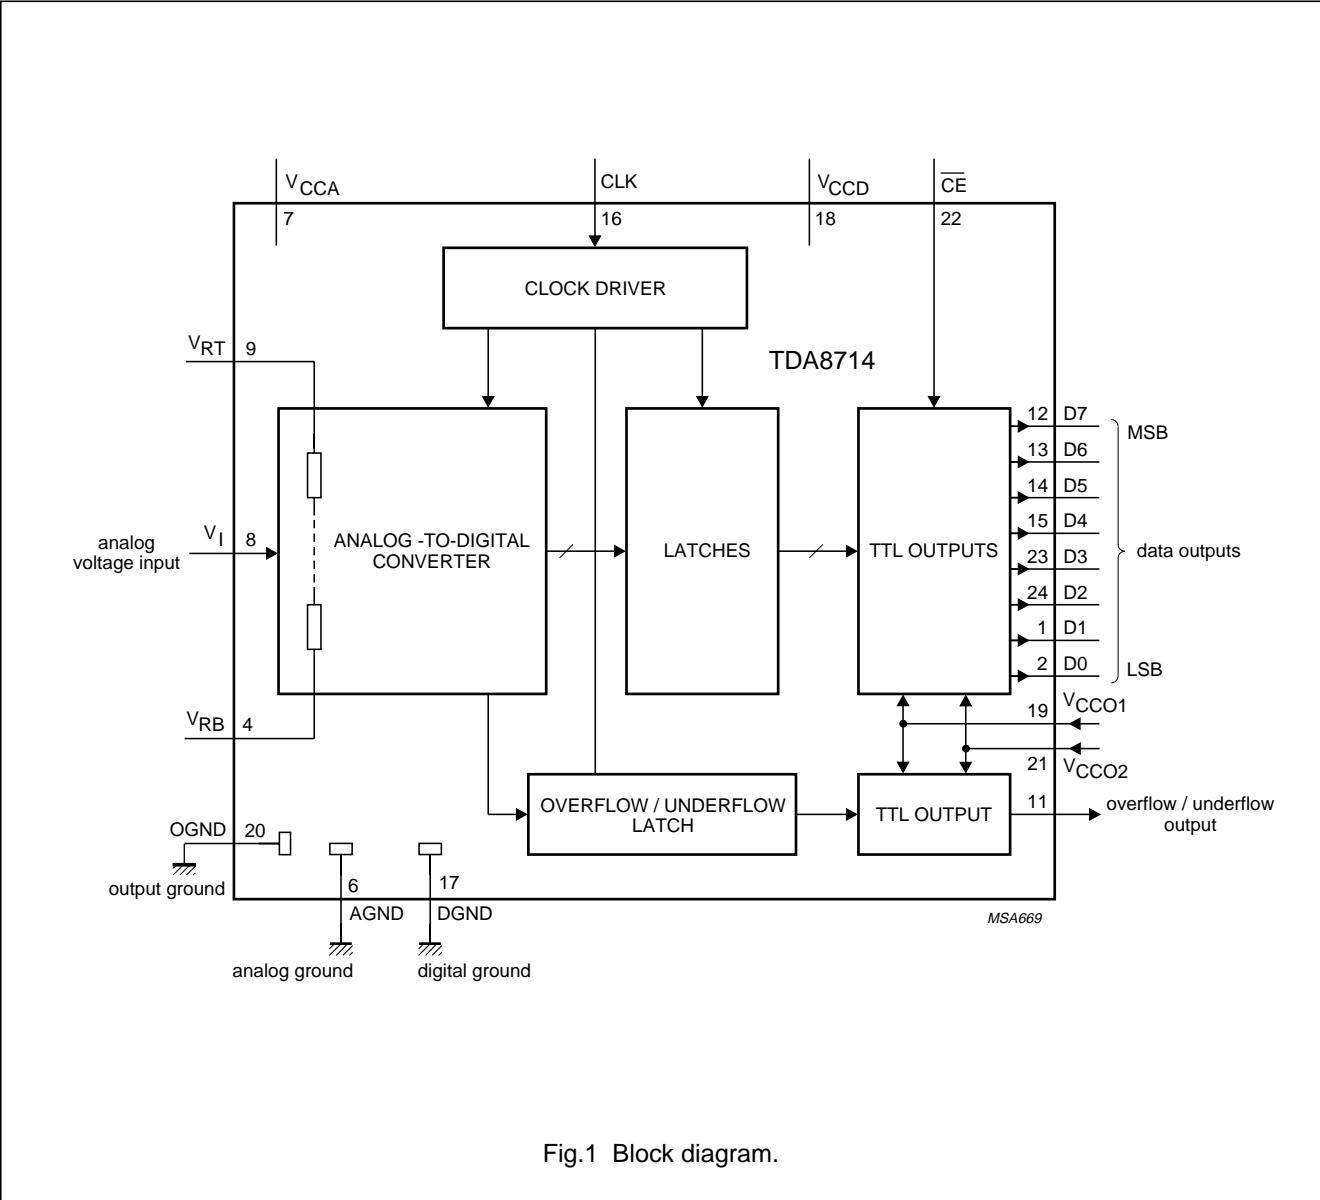 VCCA
CLK
VCCD
CE
7
16
18
22
CLOCK DRIVER
TDA8714
VRT
9
12 D7
MSB
13 D6
14 D5
15 D4
23 D3
24 D2
1 D1
2 D0
LSB
data outputs
analog
voltage input
VI
8
ANALOG -TO-DIGITAL
CONVERTER
LATCHES
TTL OUTPUTS
VRB
4
19
VCCO1
21
VCCO2
OVERFLOW / UNDERFLOW
LATCH
TTL OUTPUT
11
overflow / underflow
output
OGND
20
output ground
6
17
AGND
DGND
analog ground
digital ground
MSA669
Fig.1 Block diagram.